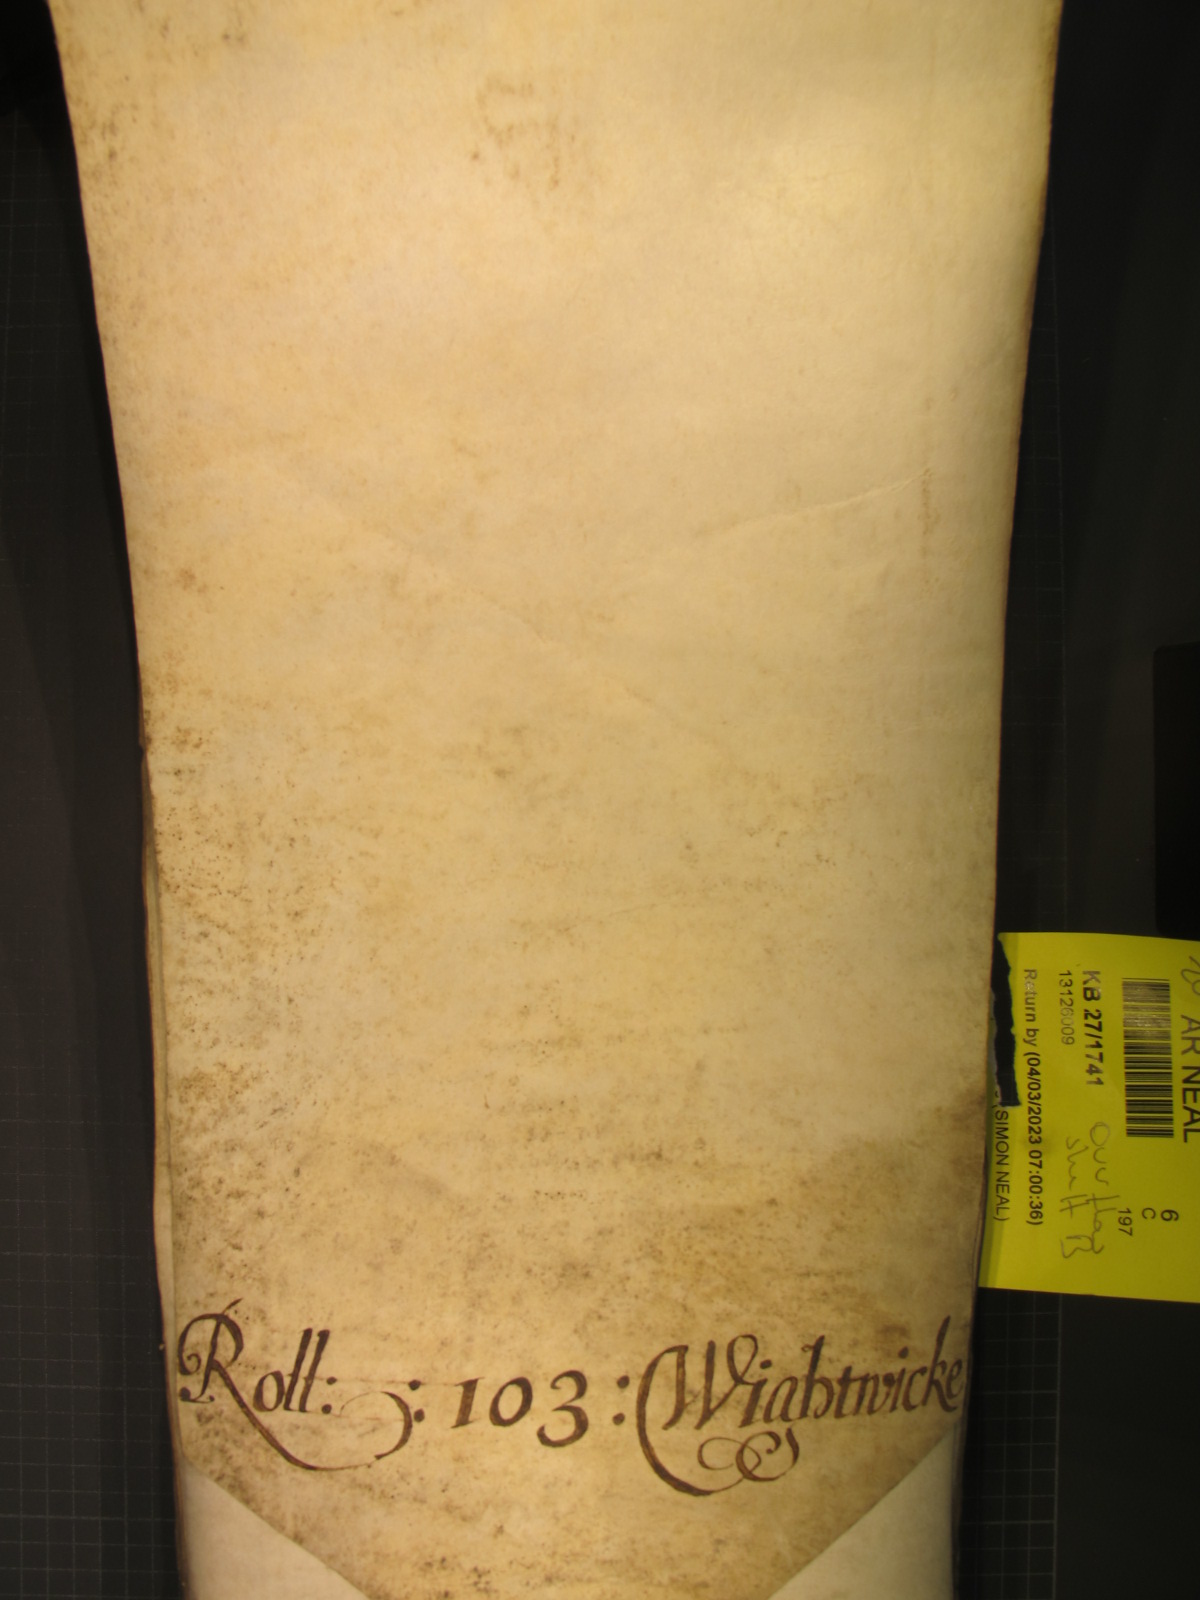 Roll: : 103 : Wightwicke
AR NEAL
6
C
197
KB 27/1741
13126009
Return by (04/03/2023 07:00:36)
(SIMON NEAL)